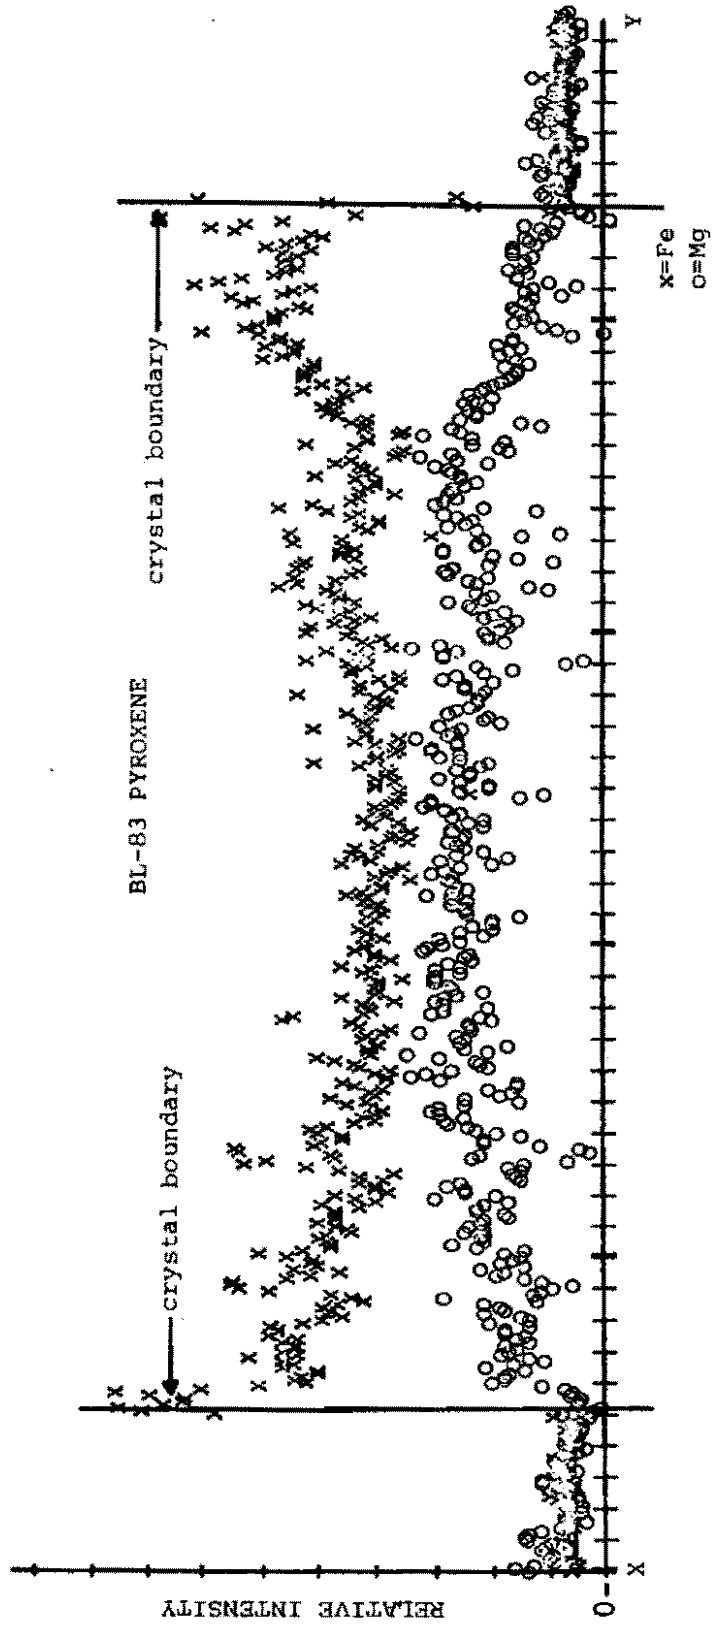 BL-83 PYROXENE
crystal boundary
crystal boundary
RELATIVE INTENSITY
0
X
Y
x=Fe
o=Mg